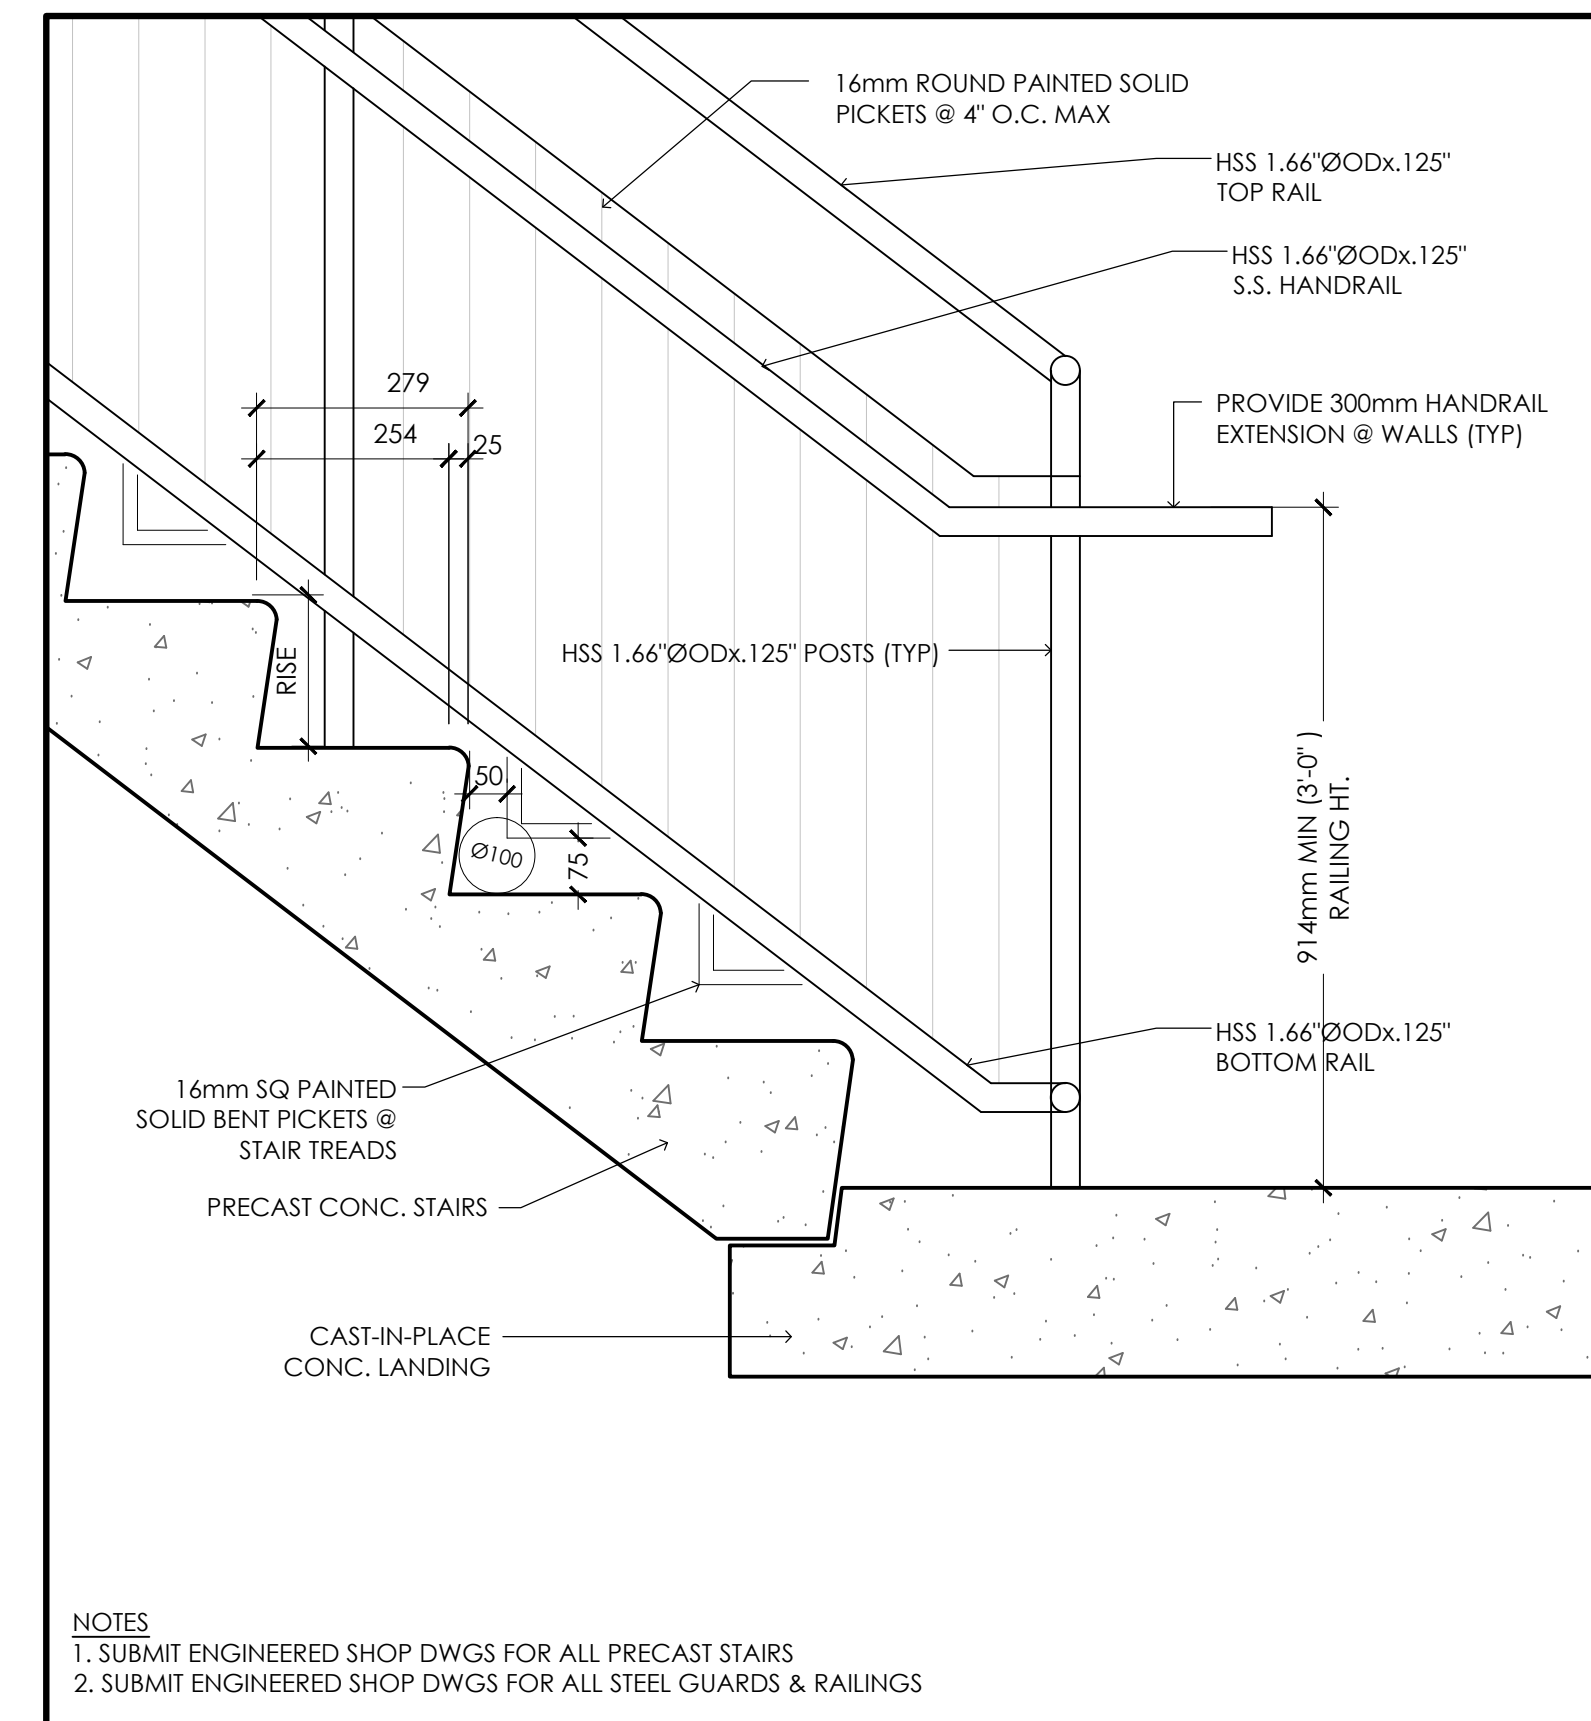 16mm ROUND PAINTED SOLID
PICKETS @ 4" O.C. MAX
HSS 1.66"ØODx.125"
TOP RAIL
HSS 1.66"ØODx.125"
S.S. HANDRAIL
279
254
25
PROVIDE 300mm HANDRAIL
EXTENSION @ WALLS (TYP)
RISE
HSS 1.66"ØODx.125" POSTS (TYP)
50
Ø100
75
914mm MIN (3'-0" )
RAILING HT.
HSS 1.66"ØODx.125"
BOTTOM RAIL
16mm SQ PAINTED
SOLID BENT PICKETS @
STAIR TREADS
PRECAST CONC. STAIRS
CAST-IN-PLACE
CONC. LANDING
NOTES
1. SUBMIT ENGINEERED SHOP DWGS FOR ALL PRECAST STAIRS
2. SUBMIT ENGINEERED SHOP DWGS FOR ALL STEEL GUARDS & RAILINGS